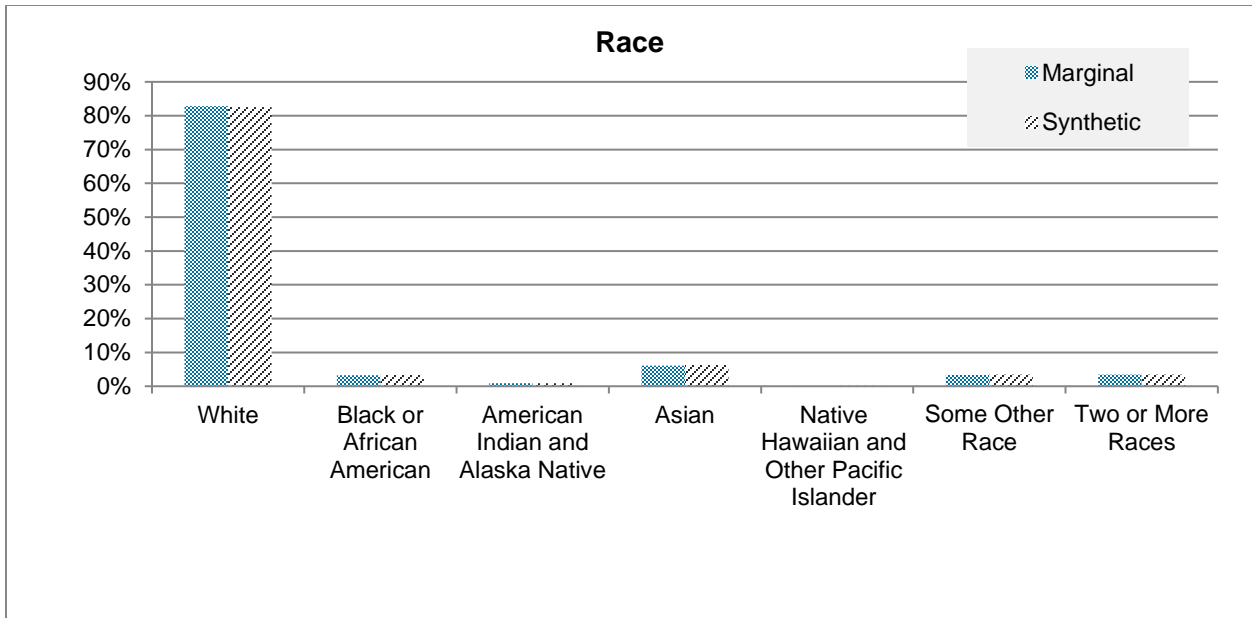 Race
Marginal
Synthetic
90%
80%
70%
60%
50%
40%
30%
20%
10%
0%
White
Black or
African
American
American
Indian and
Alaska Native
Asian
Native
Hawaiian and
Other Pacific
Islander
Some Other
Race
Two or More
Races